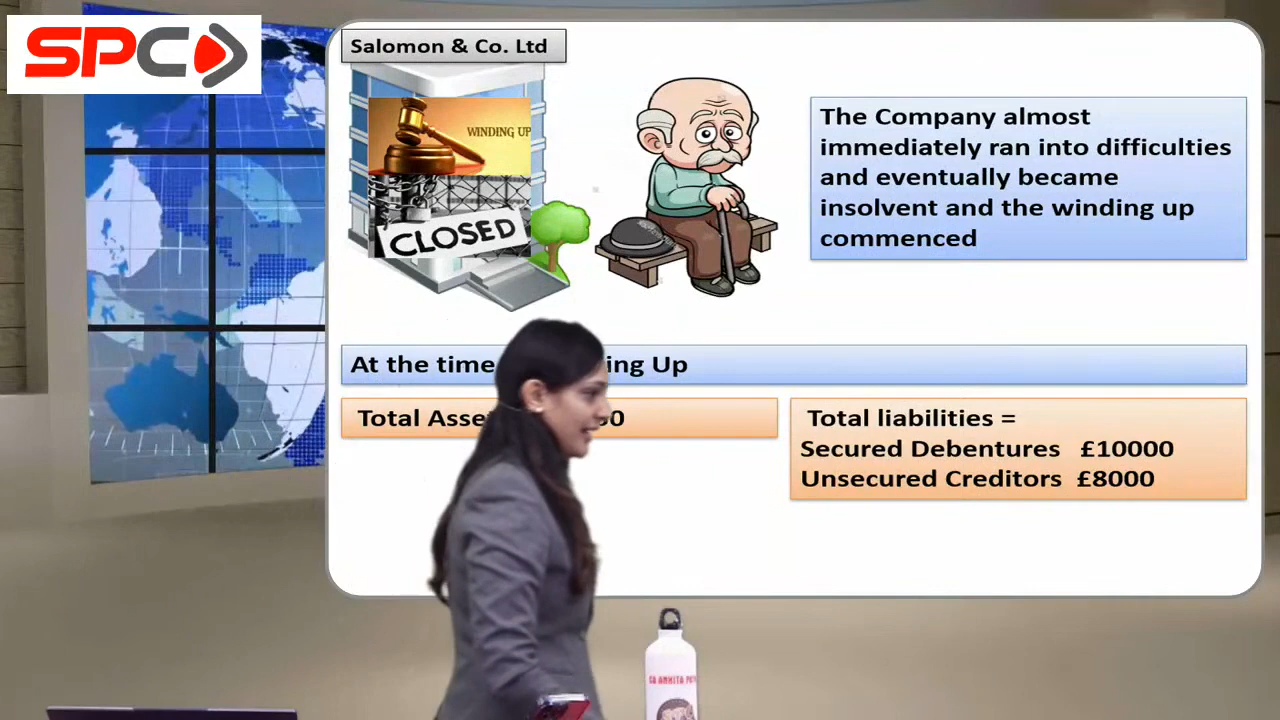 SPC
Salomon & Co. Ltd
WINDING UP
CLOSED
The Company almost
immediately ran into difficulties
and eventually became
insolvent and the winding up
commenced
At the time ing Up
Total Asse 0
Total liabilities =
Secured Debentures £10000
Unsecured Creditors £8000
CA ANKITA